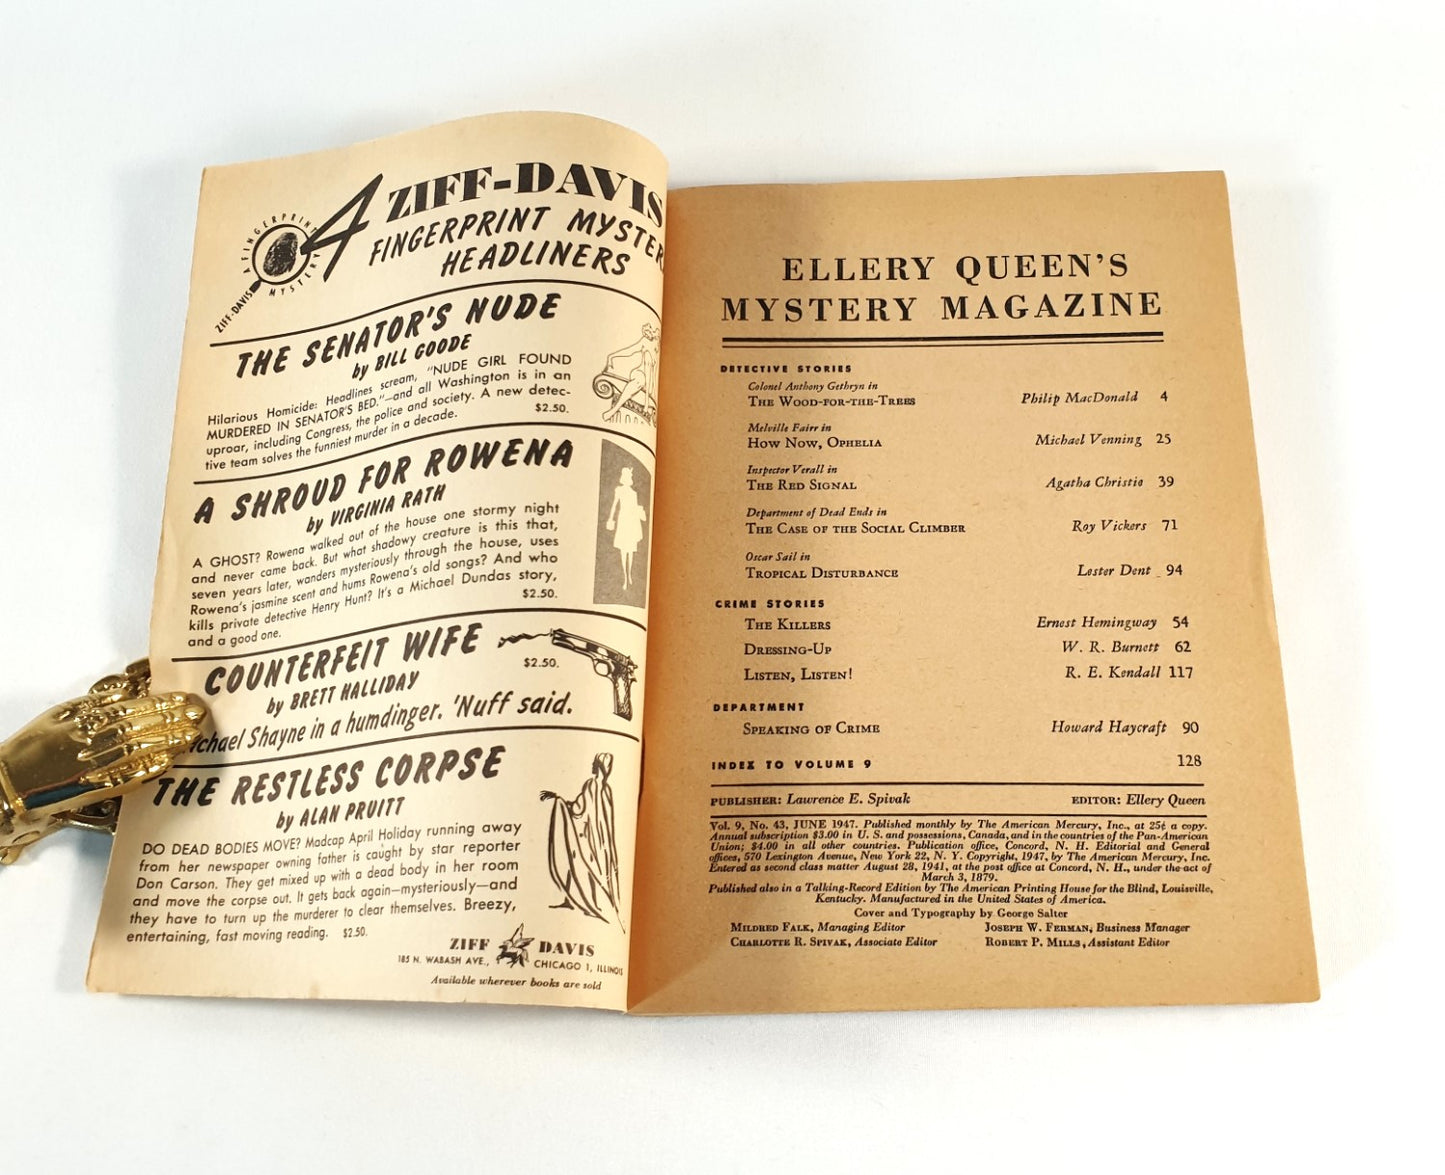 ZIFF-DAVIS A FINGERPRINT MYSTERY
4 ZIFF-DAVIS
FINGERPRINT MYSTER
HEADLINERS
THE SENATOR'S NUDE
by BILL GOODE
Hilarious Homicide: Headlines scream, "NUDE GIRL FOUND
MURDERED IN SENATOR'S BED."—and all Washington is in an
uproar, including Congress, the police and society. A new detec-
tive team solves the funniest murder in a decade.
$2.50.
A SHROUD FOR ROWENA
by VIRGINIA RATH
A GHOST? Rowena walked out of the house one stormy night
and never came back. But what shadowy creature is this that,
seven years later, wanders mysteriously through the house, uses
Rowena's jasmine scent and hums Rowena's old songs? And who
kills private detective Henry Hunt? It's a Michael Dundas story,
and a good one.
$2.50.
COUNTERFEIT WIFE
$2.50.
by BRETT HALLIDAY
ichael Shayne in a humdinger. 'Nuff said.
THE RESTLESS CORPSE
by ALAN PRUITT
DO DEAD BODIES MOVE? Madcap April Holiday running away
from her newspaper owning father is caught by star reporter
Don Carson. They get mixed up with a dead body in her room
and move the corpse out. It gets back again—mysteriously—and
they have to turn up the murderer to clear themselves. Breezy,
entertaining, fast moving reading. $2.50.
ZIFF DAVIS
185 N. WABASH AVE., CHICAGO 1, ILLINOIS
Available wherever books are sold
ELLERY QUEEN'S
MYSTERY MAGAZINE
DETECTIVE STORIES
Colonel Anthony Gethryn in
THE WOOD-FOR-THE-TREES Philip MacDonald 4
Melville Fairr in
HOW NOW, OPHELIA Michael Venning 25
Inspector Verall in
THE RED SIGNAL Agatha Christie 39
Department of Dead Ends in
THE CASE OF THE SOCIAL CLIMBER Roy Vickers 71
Oscar Sail in
TROPICAL DISTURBANCE Lester Dent 94
CRIME STORIES
THE KILLERS Ernest Hemingway 54
DRESSING-UP W. R. Burnett 62
LISTEN, LISTEN! R. E. Kendall 117
DEPARTMENT
SPEAKING OF CRIME Howard Haycraft 90
INDEX TO VOLUME 9 128
PUBLISHER: Lawrence E. Spivak EDITOR: Ellery Queen
Vol. 9, No. 43, JUNE 1947. Published monthly by The American Mercury, Inc., at 25¢ a copy.
Annual subscription $3.00 in U. S. and possessions, Canada, and in the countries of the Pan-American
Union; $4.00 in all other countries. Publication office, Concord, N. H. Editorial and General
offices, 570 Lexington Avenue, New York 22, N. Y. Copyright, 1947, by The American Mercury, Inc.
Entered as second class matter August 28, 1941, at the post office at Concord, N. H., under the act of
March 3, 1879.
Published also in a Talking-Record Edition by The American Printing House for the Blind, Louisville,
Kentucky. Manufactured in the United States of America.
Cover and Typography by George Salter
MILDRED FALK, Managing Editor JOSEPH W. FERMAN, Business Manager
CHARLOTTE R. SPIVAK, Associate Editor ROBERT P. MILLS, Assistant Editor